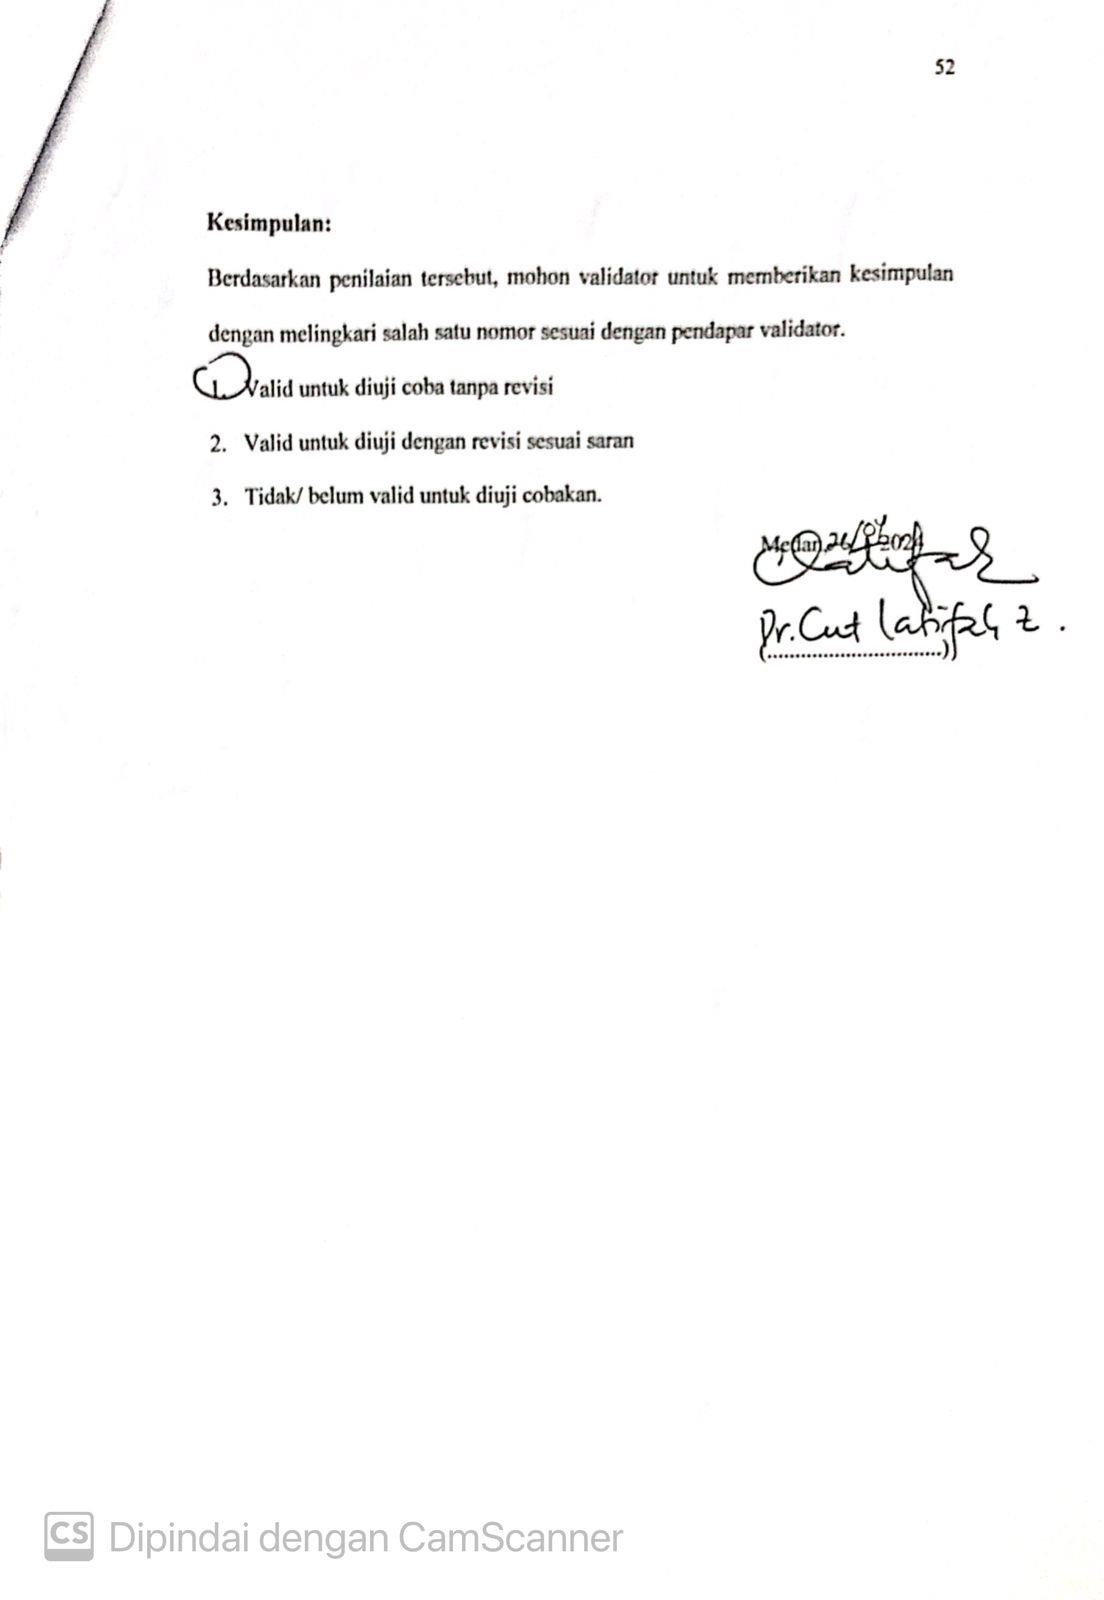 52
Kesimpulan:
Berdasarkan penilaian tersebut, mohon validator untuk memberikan kesimpulan
dengan melingkari salah satu nomor sesuai dengan pendapar validator.
1. Valid untuk diuji coba tanpa revisi
2. Valid untuk diuji dengan revisi sesuai saran
3. Tidak/ belum valid untuk diuji cobakan.
Medan, 26/
Dr. Cut Latifah Z.
(...............................)
CS Dipindai dengan CamScanner